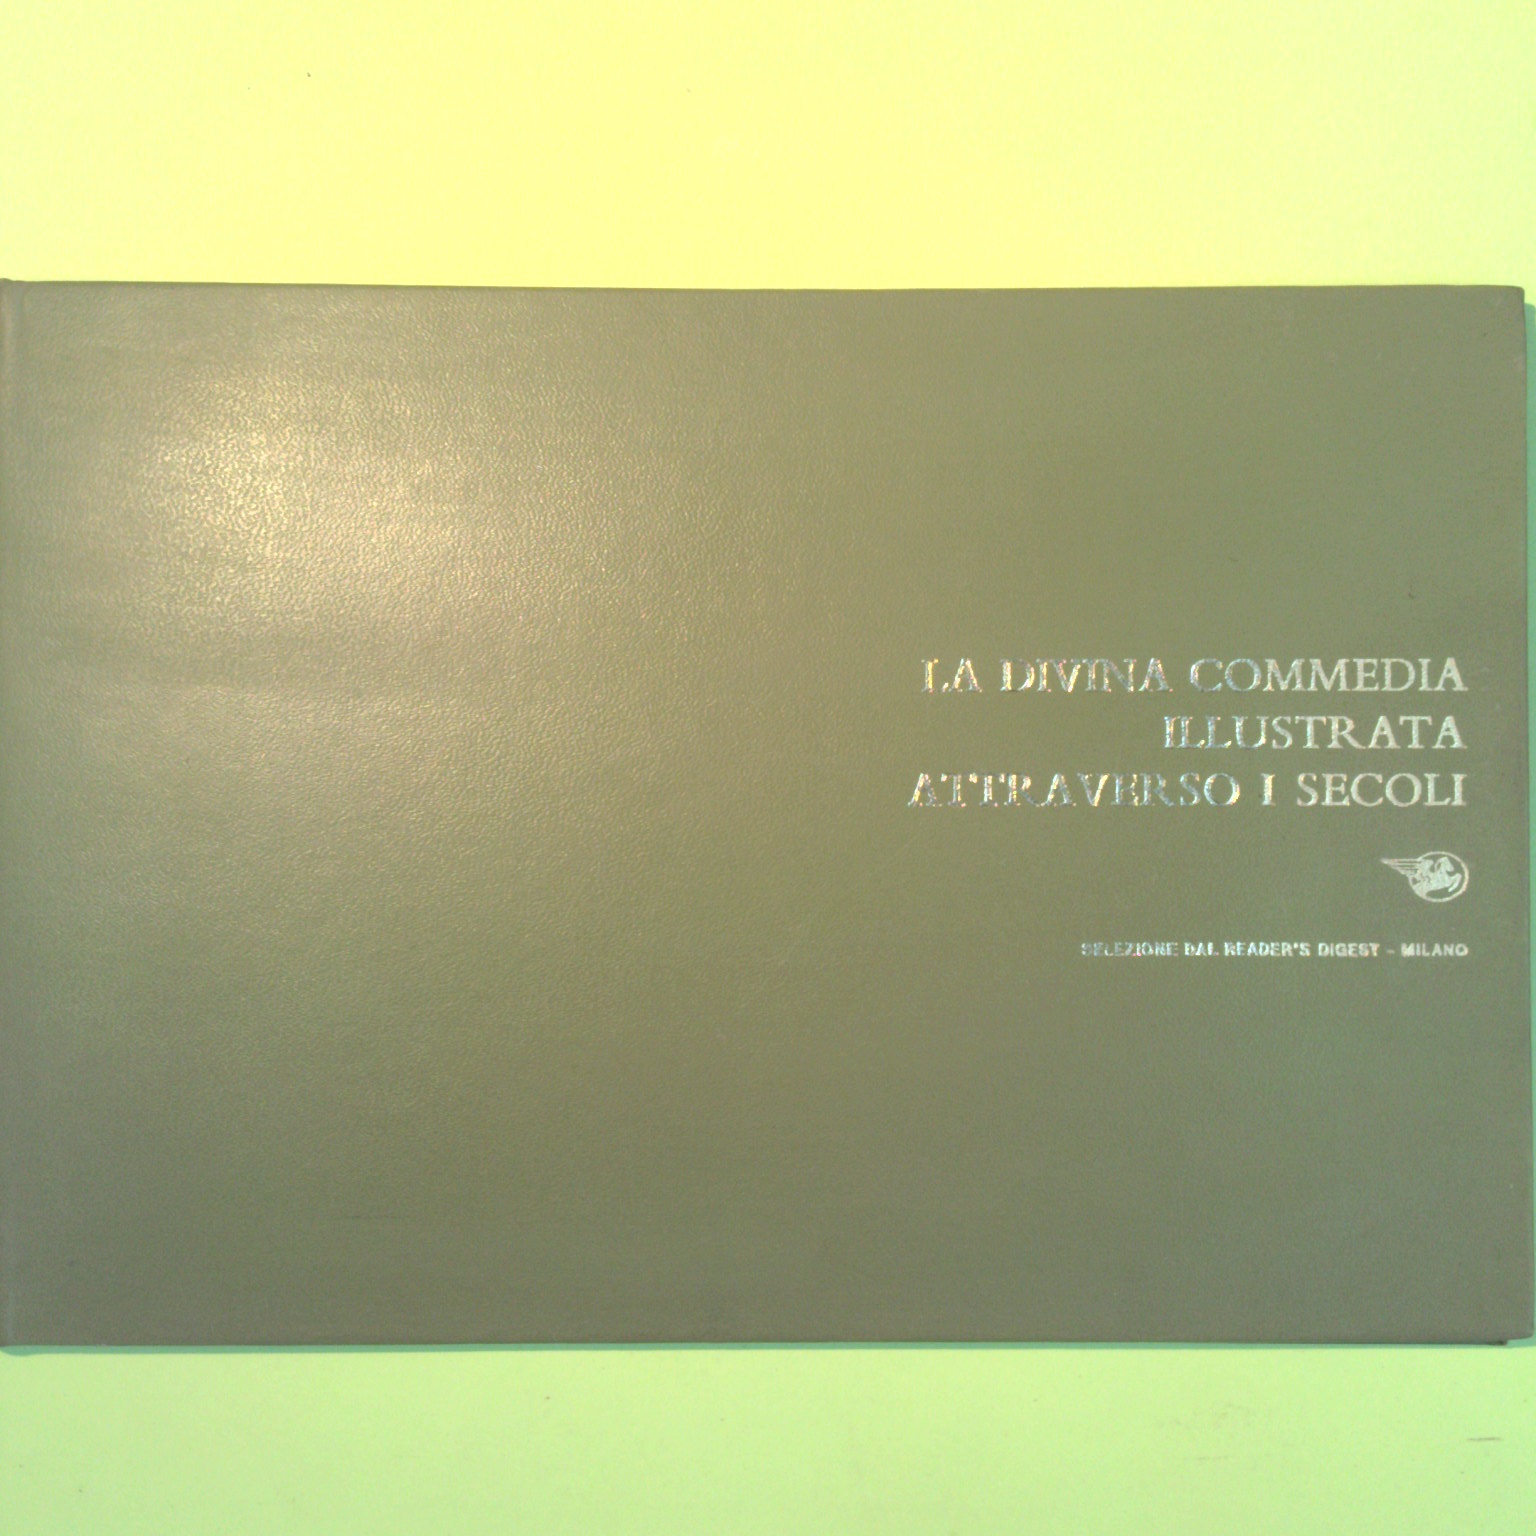 LA DIVINA COMMEDIA
ILLUSTRATA
ATTRAVERSO I SECOLI
SELEZIONE DAL READER'S DIGEST - MILANO